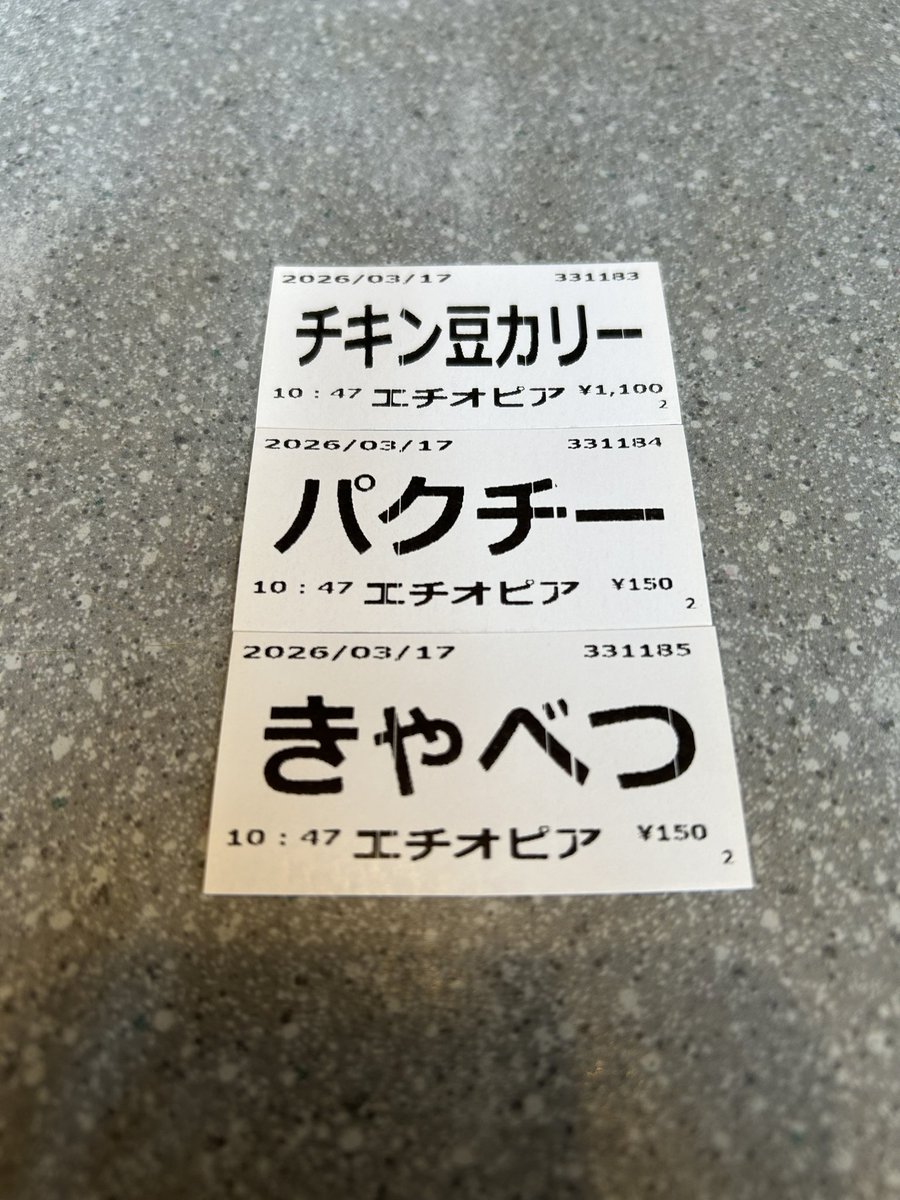 2026/03/17 331183
チキン豆カリー
10:47 エチオピア ¥1,100
2
2026/03/17 331184
パクチー
10:47 エチオピア ¥150
2
2026/03/17 331185
きゃべつ
10:47 エチオピア ¥150
2